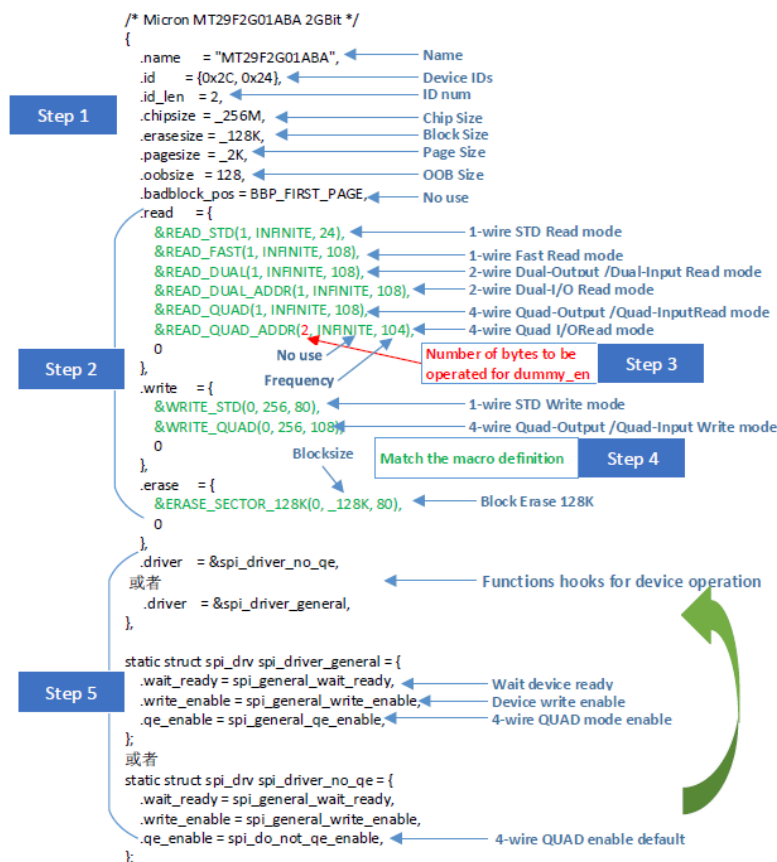 /* Micron MT29F2G01ABA 2GBit */
{
.name = "MT29F2G01ABA", Name
.id = {0x2C, 0x24}, Device IDs
.id_len = 2, ID num
Step 1
.chipsize = _256M, Chip Size
.erasesize = _128K, Block Size
.pagesize = _2K, Page Size
.oobsize = 128, OOB Size
.badblock_pos = BBP_FIRST_PAGE, No use
.read = {
&READ_STD(1, INFINITE, 24), 1-wire STD Read mode
&READ_FAST(1, INFINITE, 108), 1-wire Fast Read mode
&READ_DUAL(1, INFINITE, 108), 2-wire Dual-Output /Dual-Input Read mode
&READ_DUAL_ADDR(1, INFINITE, 108), 2-wire Dual-I/O Read mode
&READ_QUAD(1, INFINITE, 108), 4-wire Quad-Output /Quad-InputRead mode
&READ_QUAD_ADDR(2, INFINITE, 104), 4-wire Quad I/ORead mode
0
No use
Number of bytes to be
operated for dummy_en
Step 3
},
Step 2
Frequency
.write = {
&WRITE_STD(0, 256, 80), 1-wire STD Write mode
&WRITE_QUAD(0, 256, 108), 4-wire Quad-Output /Quad-Input Write mode
0
Blocksize
Match the macro definition
Step 4
},
.erase = {
&ERASE_SECTOR_128K(0, _128K, 80), Block Erase 128K
0
},
.driver = &spi_driver_no_qe,
或者 Functions hooks for device operation
.driver = &spi_driver_general,
},
static struct spi_drv spi_driver_general = {
Step 5
.wait_ready = spi_general_wait_ready, Wait device ready
.write_enable = spi_general_write_enable, Device write enable
.qe_enable = spi_general_qe_enable, 4-wire QUAD mode enable
};
或者
static struct spi_drv spi_driver_no_qe = {
.wait_ready = spi_general_wait_ready,
.write_enable = spi_general_write_enable,
.qe_enable = spi_do_not_qe_enable, 4-wire QUAD enable default
};